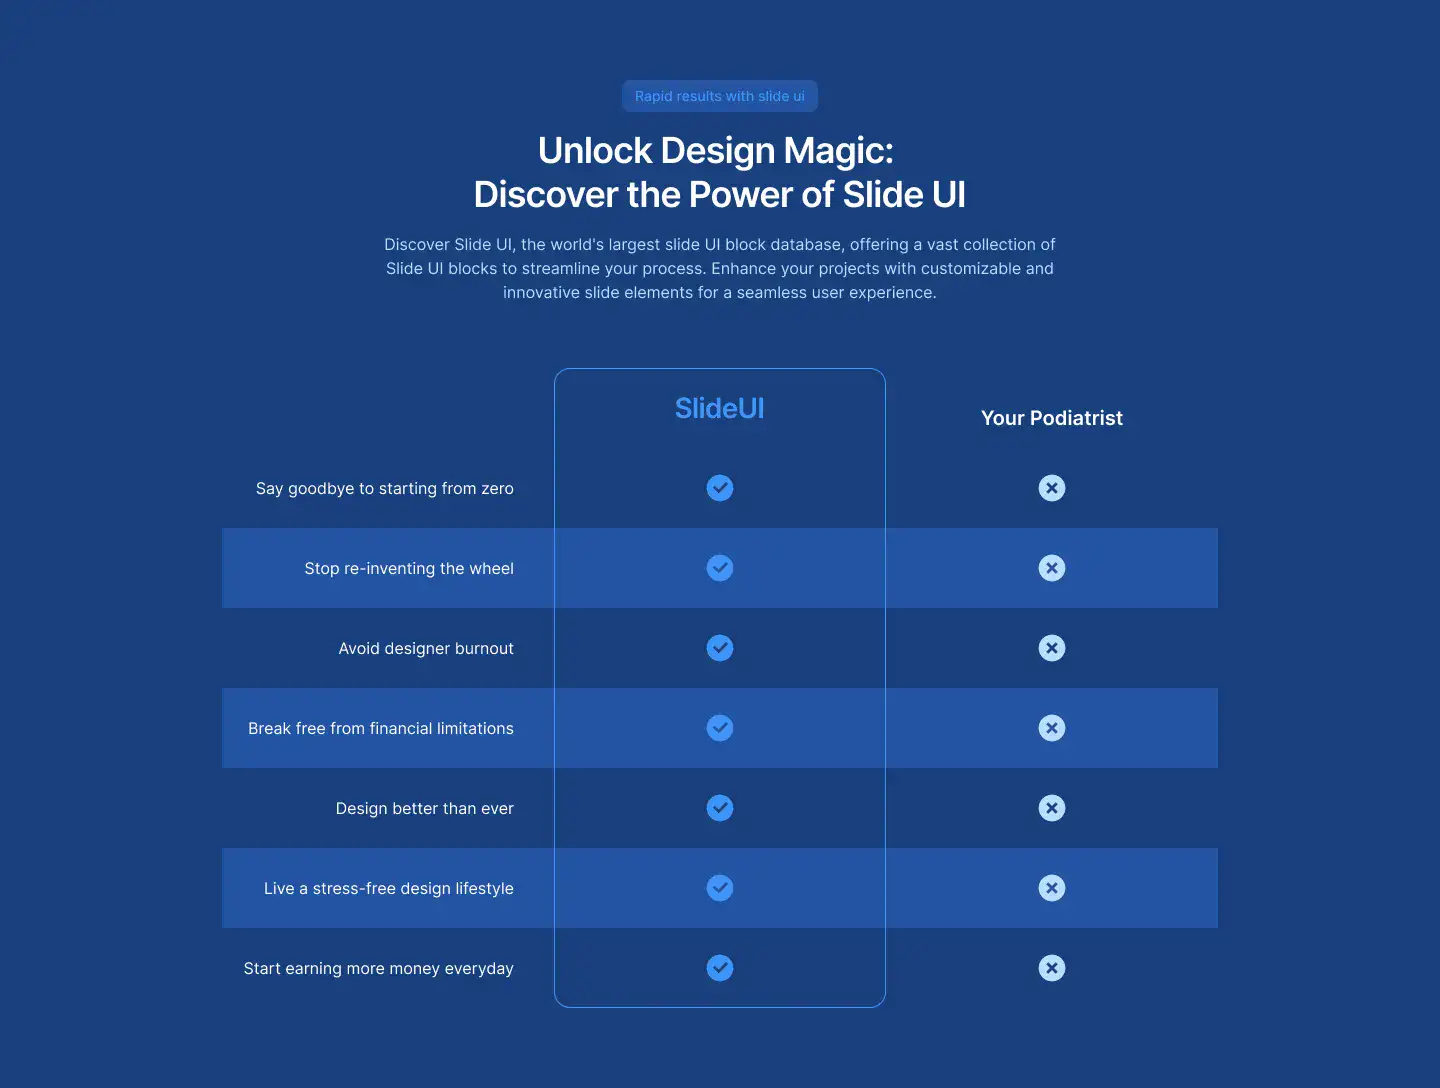 Rapid results with slide ui
Unlock Design Magic:
Discover the Power of Slide UI
Discover Slide UI, the world's largest slide UI block database, offering a vast collection of
Slide UI blocks to streamline your process. Enhance your projects with customizable and
innovative slide elements for a seamless user experience.
SlideUI
Your Podiatrist
Say goodbye to starting from zero
Stop re-inventing the wheel
Avoid designer burnout
Break free from financial limitations
Design better than ever
Live a stress-free design lifestyle
Start earning more money everyday